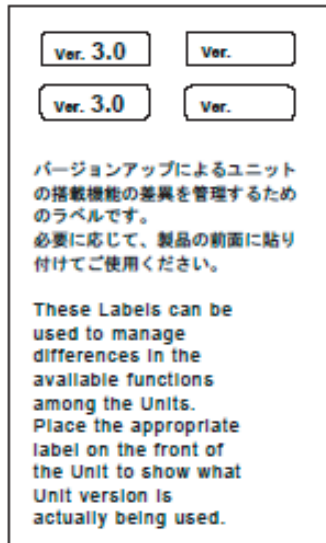 Ver. 3.0
Ver.
Ver. 3.0
Ver.
バージョンアップによるユニット
の搭載機能の差異を管理するため
のラベルです。
必要に応じて、製品の前面に貼り
付けてご使用ください。
These Labels can be
used to manage
differences in the
available functions
among the Units.
Place the appropriate
label on the front of
the Unit to show what
Unit version is
actually being used.